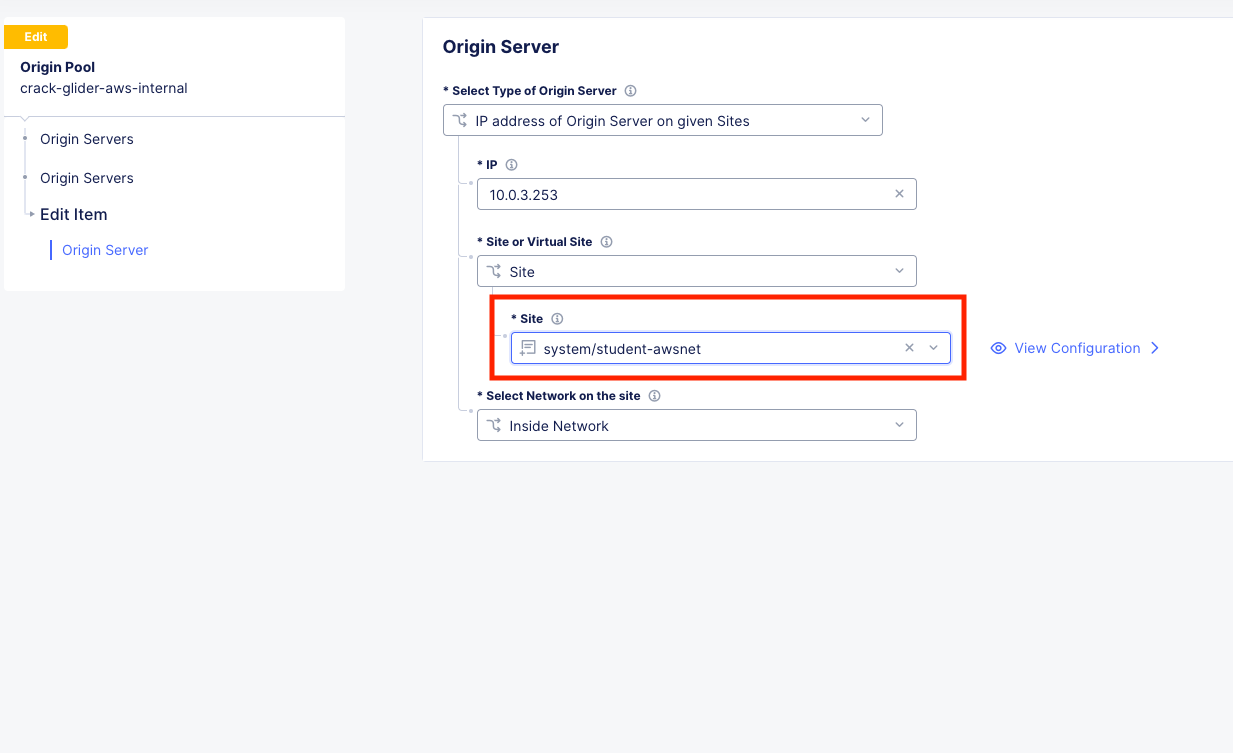 Edit
Origin Pool
crack-glider-aws-internal
Origin Servers
Origin Servers
Edit Item
Origin Server
Origin Server
* Select Type of Origin Server
IP address of Origin Server on given Sites
* IP
10.0.3.253
* Site or Virtual Site
Site
* Site
system/student-awsnet
View Configuration
* Select Network on the site
Inside Network